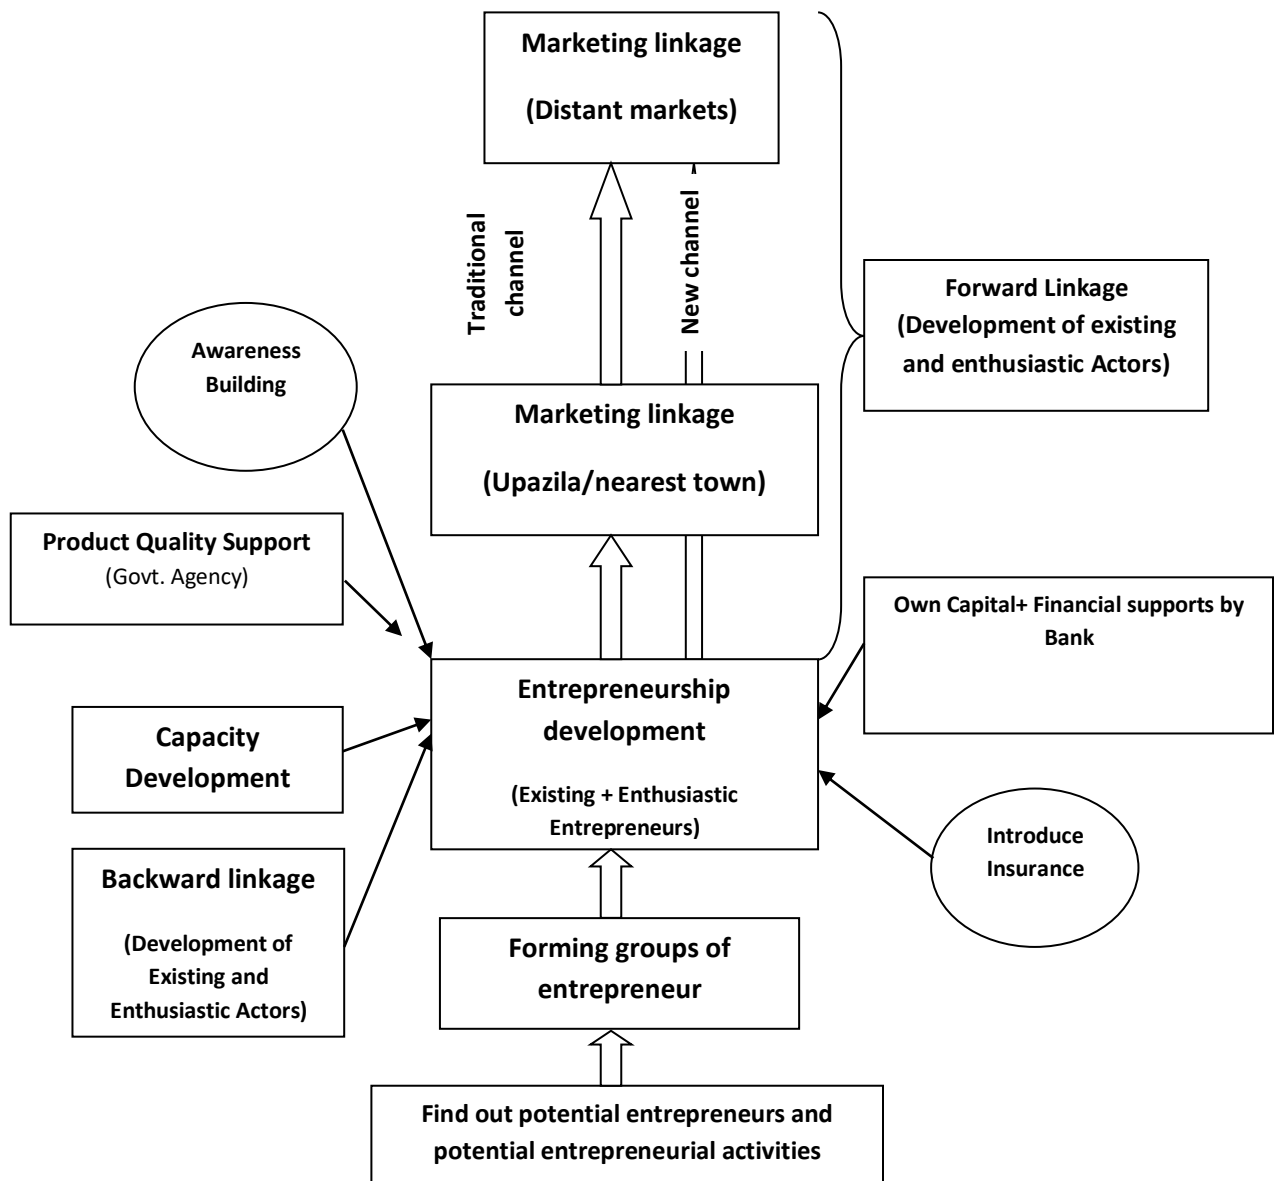 Marketing linkage
(Distant markets)
Traditional
channel
New channel
Forward Linkage
(Development of existing
and enthusiastic Actors)
Awareness
Building
Marketing linkage
(Upazila/nearest town)
Product Quality Support
(Govt. Agency)
Own Capital+ Financial supports by
Bank
Entrepreneurship
development
(Existing + Enthusiastic
Entrepreneurs)
Capacity
Development
Introduce
Insurance
Backward linkage
(Development of
Existing and
Enthusiastic Actors)
Forming groups of
entrepreneur
Find out potential entrepreneurs and
potential entrepreneurial activities